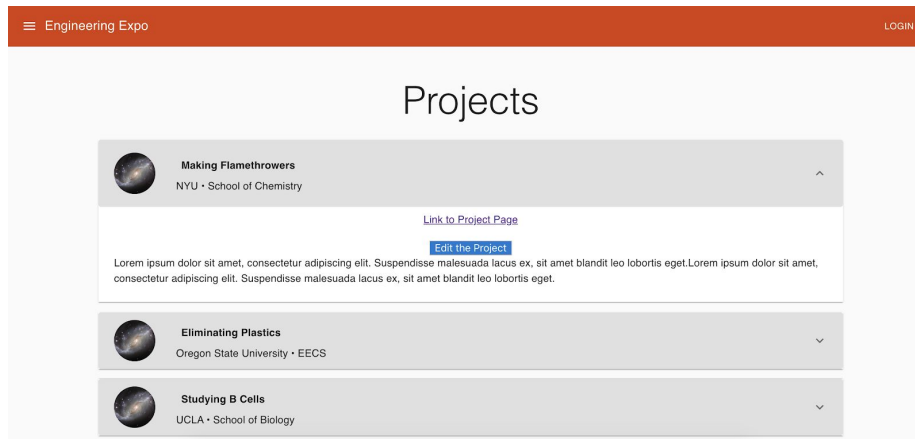 Engineering Expo
LOGIN
Projects
Making Flamethrowers
NYU • School of Chemistry
Link to Project Page
Edit the Project
Lorem ipsum dolor sit amet, consectetur adipiscing elit. Suspendisse malesuada lacus ex, sit amet blandit leo lobortis eget.Lorem ipsum dolor sit amet,
consectetur adipiscing elit. Suspendisse malesuada lacus ex, sit amet blandit leo lobortis eget.
Eliminating Plastics
Oregon State University • EECS
Studying B Cells
UCLA • School of Biology